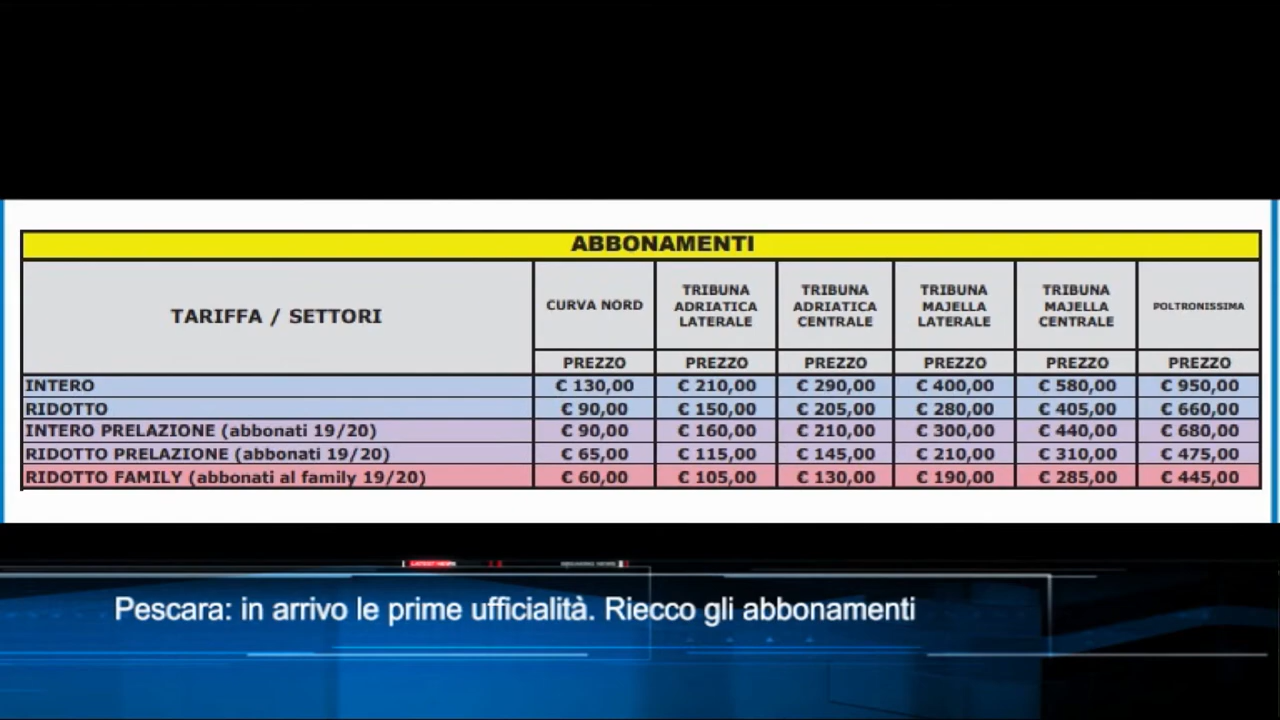 ABBONAMENTI
TARIFFA / SETTORI
CURVA NORD
TRIBUNA
ADRIATICA
LATERALE
TRIBUNA
ADRIATICA
CENTRALE
TRIBUNA
MAJELLA
LATERALE
TRIBUNA
MAJELLA
CENTRALE
POLTRONISSIMA
PREZZO PREZZO PREZZO PREZZO PREZZO PREZZO
INTERO € 130,00 € 210,00 € 290,00 € 400,00 € 580,00 € 950,00
RIDOTTO € 90,00 € 150,00 € 205,00 € 280,00 € 405,00 € 660,00
INTERO PRELAZIONE (abbonati 19/20) € 90,00 € 160,00 € 210,00 € 300,00 € 440,00 € 680,00
RIDOTTO PRELAZIONE (abbonati 19/20) € 65,00 € 115,00 € 145,00 € 210,00 € 310,00 € 475,00
RIDOTTO FAMILY (abbonati al family 19/20) € 60,00 € 105,00 € 130,00 € 190,00 € 285,00 € 445,00
LATEST NEWS
Pescara: in arrivo le prime ufficialità. Riecco gli abbonamenti